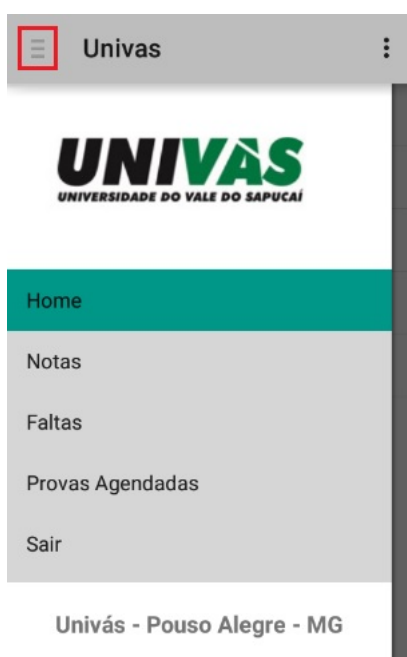 Univas
UNIVÁS
UNIVERSIDADE DO VALE DO SAPUCAÍ
Home
Notas
Faltas
Provas Agendadas
Sair
Univás - Pouso Alegre - MG